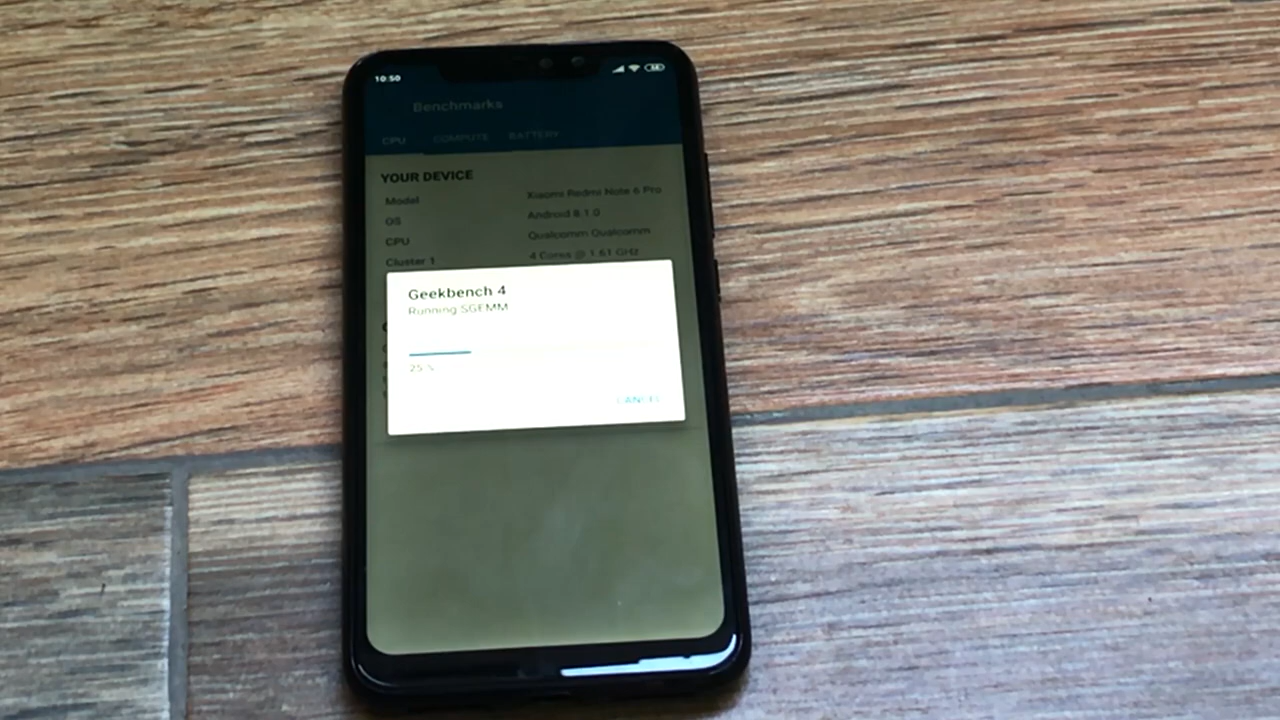 10:50
Benchmarks
CPU COMPUTE BATTERY
YOUR DEVICE
Model Xiaomi Redmi Note 6 Pro
OS Android 8.1.0
CPU Qualcomm Qualcomm
Cluster 1 4 Cores @ 1.61 GHz
Geekbench 4
Running SGEMM
25 %
CANCEL